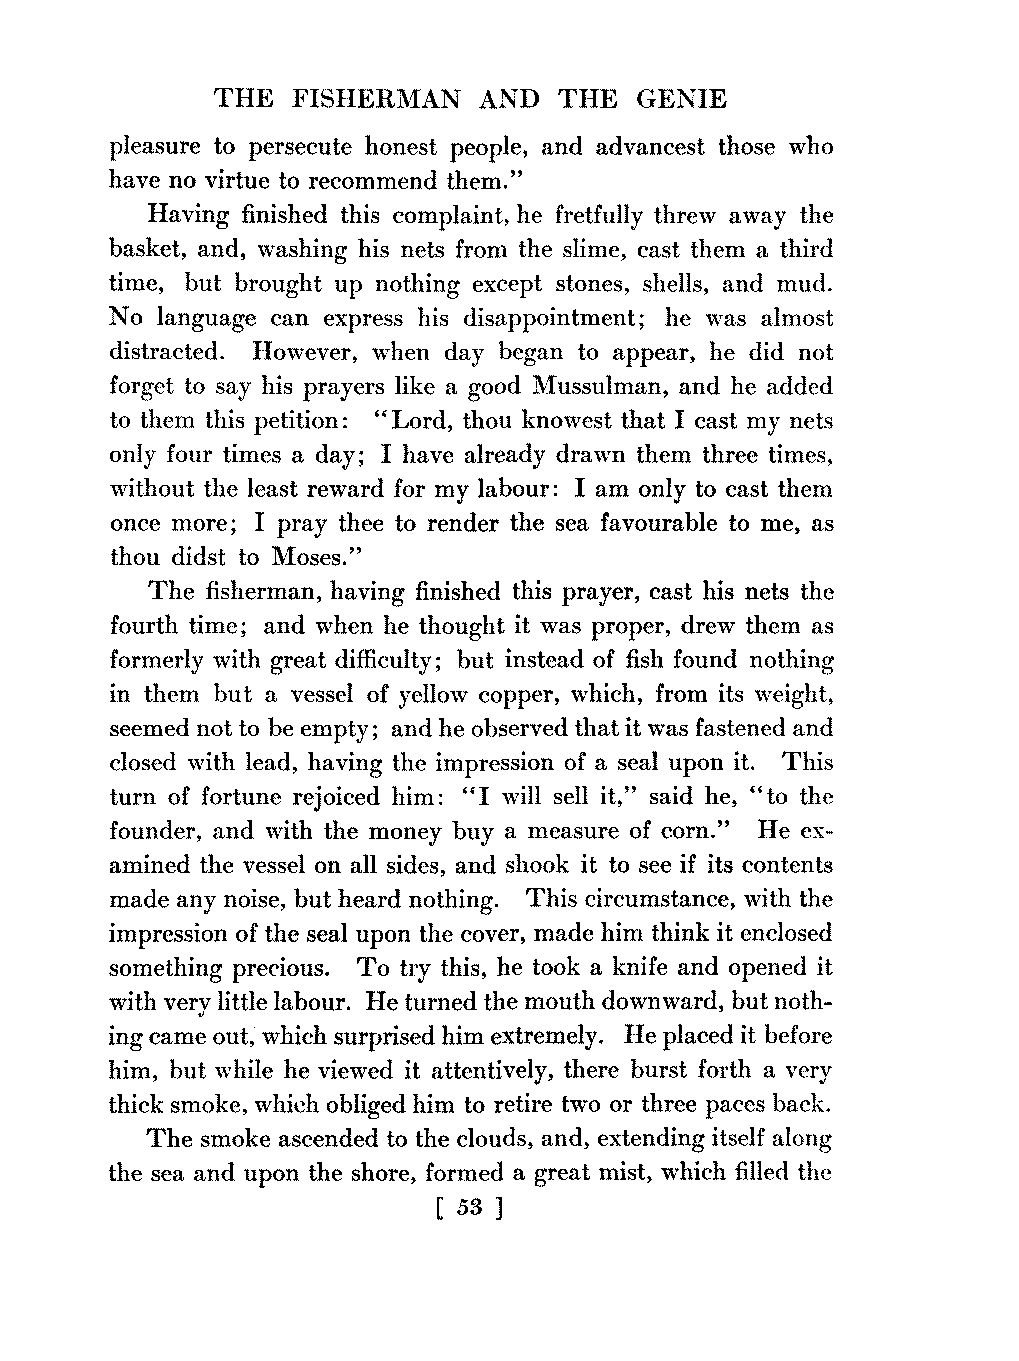 THE FISHERMAN AND THE GENIE
pleasure to persecute honest people, and advancest those who
have no virtue to recommend them."
Having finished this complaint, he fretfully threw away the
basket, and, washing his nets from the slime, cast them a third
time, but brought up nothing except stones, shells, and mud.
No language can express his disappointment; he was almost
distracted. However, when day began to appear, he did not
forget to say his prayers like a good Mussulman, and he added
to them this petition: "Lord, thou knowest that I cast my nets
only four times a day; I have already drawn them three times,
without the least reward for my labour: I am only to cast them
once more; I pray thee to render the sea favourable to me, as
thou didst to Moses."
The fisherman, having finished this prayer, cast his nets the
fourth time; and when he thought it was proper, drew them as
formerly with great difficulty; but instead of fish found nothing
in them but a vessel of yellow copper, which, from its weight,
seemed not to be empty; and he observed that it was fastened and
closed with lead, having the impression of a seal upon it. This
turn of fortune rejoiced him: "I will sell it," said he, "to the
founder, and with the money buy a measure of corn." He ex-
amined the vessel on all sides, and shook it to see if its contents
made any noise, but heard nothing. This circumstance, with the
impression of the seal upon the cover, made him think it enclosed
something precious. To try this, he took a knife and opened it
with very little labour. He turned the mouth downward, but noth-
ing came out, which surprised him extremely. He placed it before
him, but while he viewed it attentively, there burst forth a very
thick smoke, which obliged him to retire two or three paces back.
The smoke ascended to the clouds, and, extending itself along
the sea and upon the shore, formed a great mist, which filled the
[ 53 ]